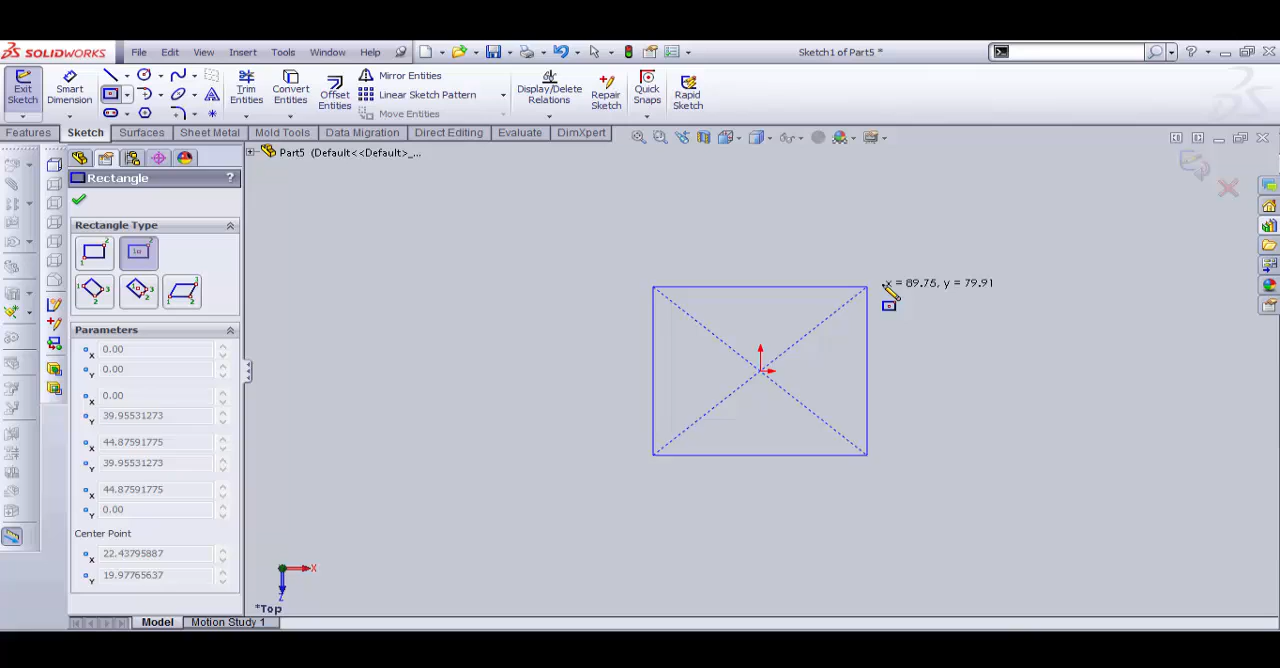 SOLIDWORKS File Edit View Insert Tools Window Help Sketch1 of Part5 *
Exit Sketch
Smart Dimension
Trim Entities
Convert Entities
Offset Entities
Mirror Entities
Linear Sketch Pattern
Move Entities
Display/Delete Relations
Repair Sketch
Quick Snaps
Rapid Sketch
Features Sketch Surfaces Sheet Metal Mold Tools Data Migration Direct Editing Evaluate DimXpert
Part5 (Default<<Default>_...
Rectangle ?
Rectangle Type
Parameters
x 0.00
Y 0.00
x 0.00
Y 39.95531273
x 44.87591775
Y 39.95531273
x 44.87591775
Y 0.00
Center Point
x 22.43795887
Y 19.97765637
x = 89.75, y = 79.91
X
Z
*Top
Model Motion Study 1